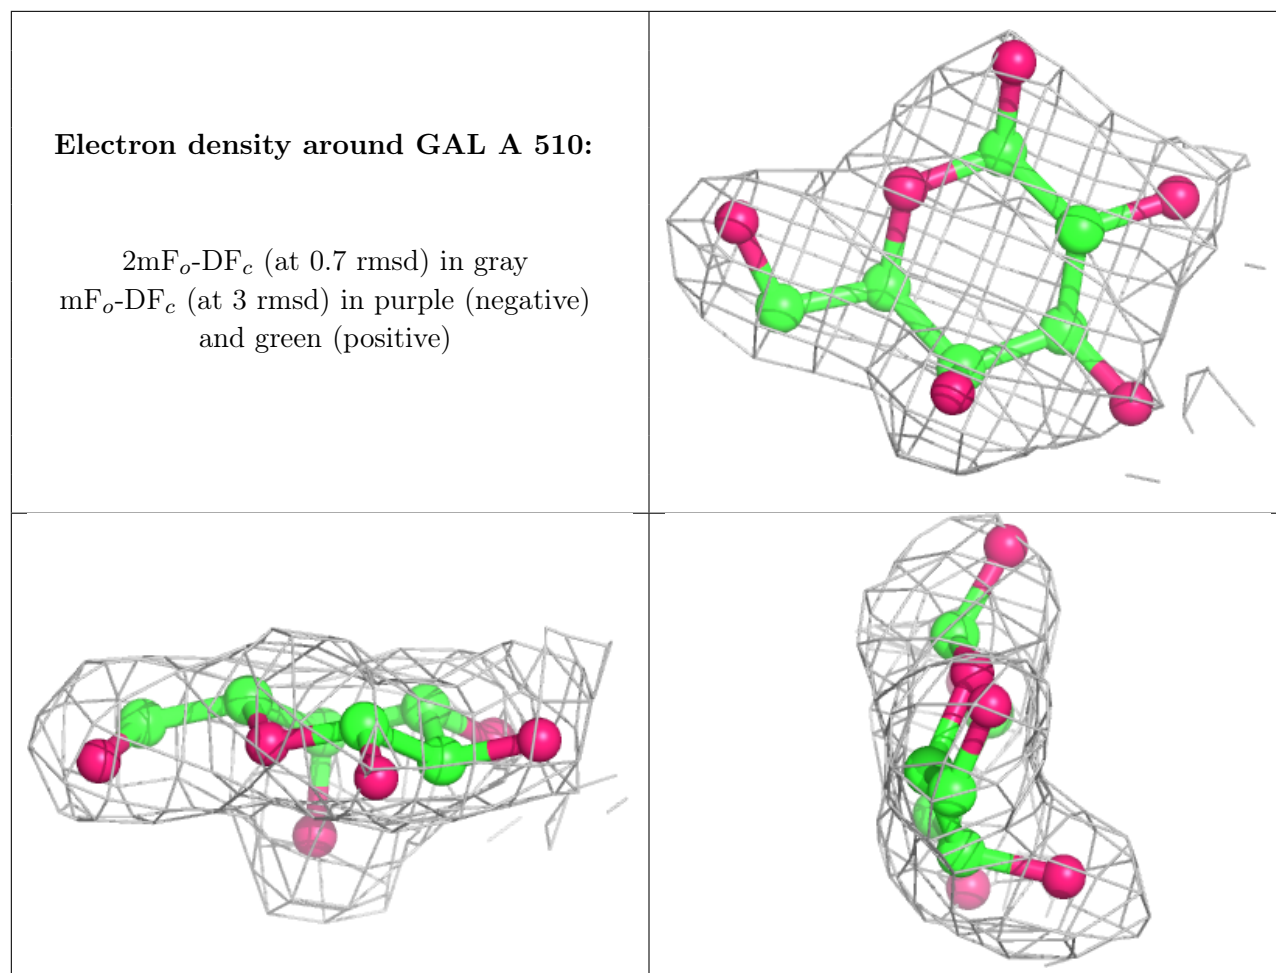 Electron density around GAL A 510:
2mFₒ-DF𝒸 (at 0.7 rmsd) in gray
mFₒ-DF𝒸 (at 3 rmsd) in purple (negative)
and green (positive)